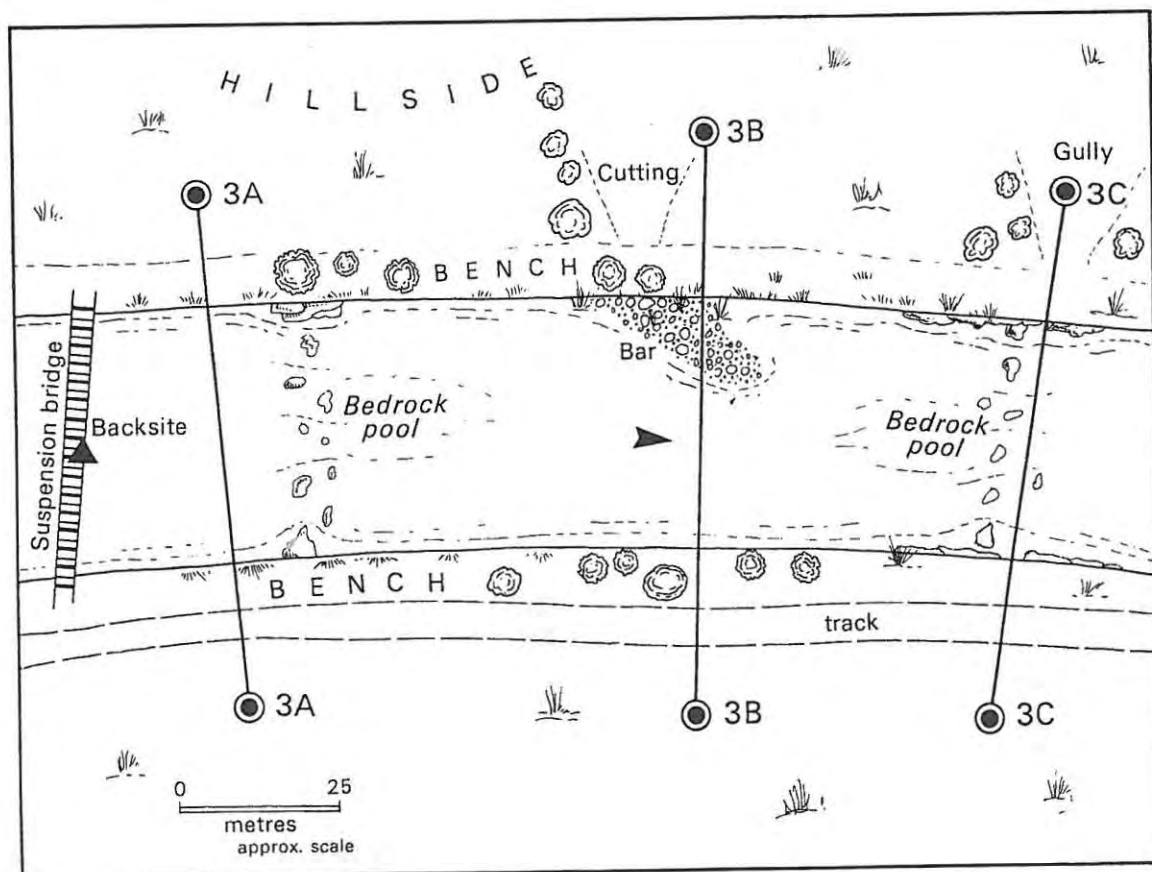 HILLSIDE
3B
Cutting
Gully
3A
3C
BENCH
Suspension bridge
Bar
Backsite
Bedrock
pool
Bedrock
pool
BENCH
track
3A
3B
3C
0 25
metres
approx. scale